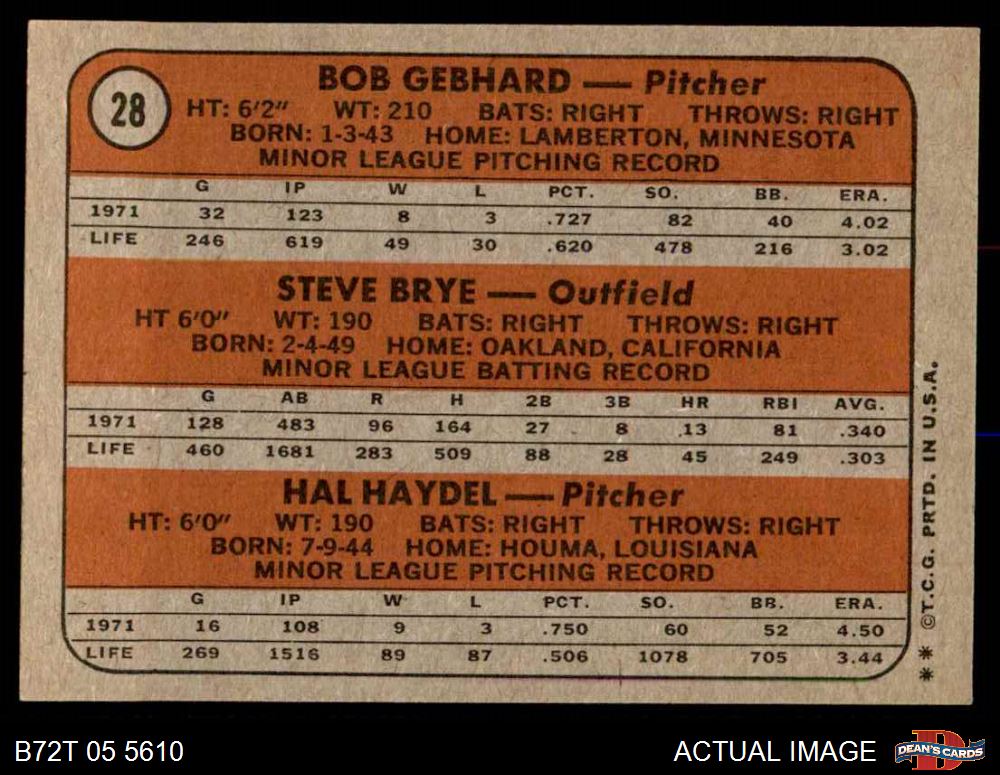 28
BOB GEBHARD — Pitcher
HT: 6'2" WT: 210 BATS: RIGHT THROWS: RIGHT
BORN: 1-3-43 HOME: LAMBERTON, MINNESOTA
MINOR LEAGUE PITCHING RECORD
G IP W L PCT. SO. BB. ERA.
1971 32 123 8 3 .727 82 40 4.02
LIFE 246 619 49 30 .620 478 216 3.02
STEVE BRYE — Outfield
HT 6'0" WT: 190 BATS: RIGHT THROWS: RIGHT
BORN: 2-4-49 HOME: OAKLAND, CALIFORNIA
MINOR LEAGUE BATTING RECORD
G AB R H 2B 3B HR RBI AVG.
1971 128 483 96 164 27 8 13 81 .340
LIFE 460 1681 283 509 88 28 45 249 .303
HAL HAYDEL — Pitcher
HT: 6'0" WT: 190 BATS: RIGHT THROWS: RIGHT
BORN: 7-9-44 HOME: HOUMA, LOUISIANA
MINOR LEAGUE PITCHING RECORD
G IP W L PCT. SO. BB. ERA.
1971 16 108 9 3 .750 60 52 4.50
LIFE 269 1516 89 87 .506 1078 705 3.44
** ©T.C.G. PRTD. IN U.S.A.
B72T 05 5610
ACTUAL IMAGE
DEAN'S CARDS